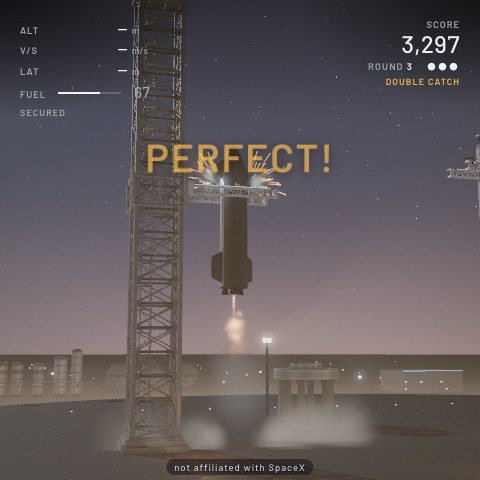 ALT — m
V/S — m/s
LAT — m
FUEL 67
SECURED
SCORE
3,297
ROUND 3
DOUBLE CATCH
PERFECT!
not affiliated with SpaceX